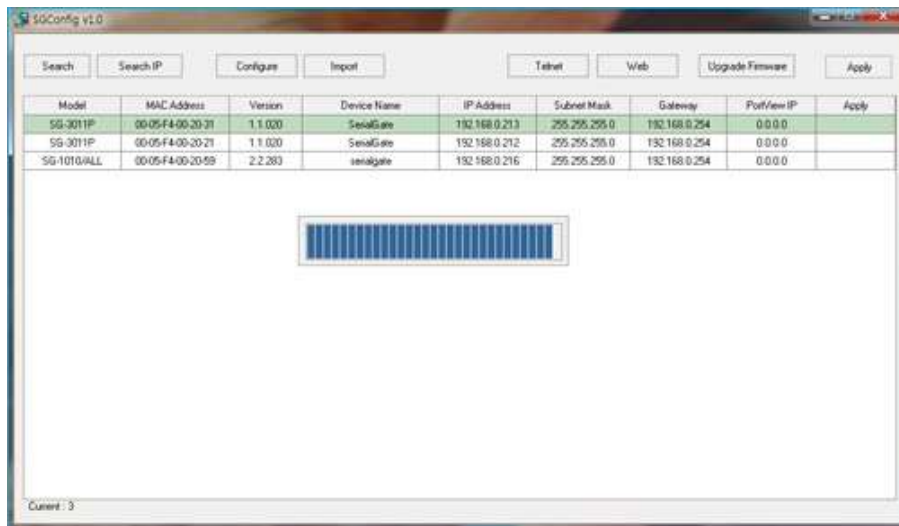 SGConfig v1.0
Search Search IP Configure Import Telnet Web Upgrade Firmware Apply
Model MAC Address Version Device Name IP Address Subnet Mask Gateway PortView IP Apply
SG-3011P 00-05-F4-00-20-31 1.1.020 SerialGate 192.168.0.213 255.255.255.0 192.168.0.254 0.0.0.0
SG-3011P 00-05-F4-00-20-21 1.1.020 SerialGate 192.168.0.212 255.255.255.0 192.168.0.254 0.0.0.0
SG-1010/ALL 00-05-F4-00-20-59 2.2.283 serialgate 192.168.0.216 255.255.255.0 192.168.0.254 0.0.0.0
Current : 3